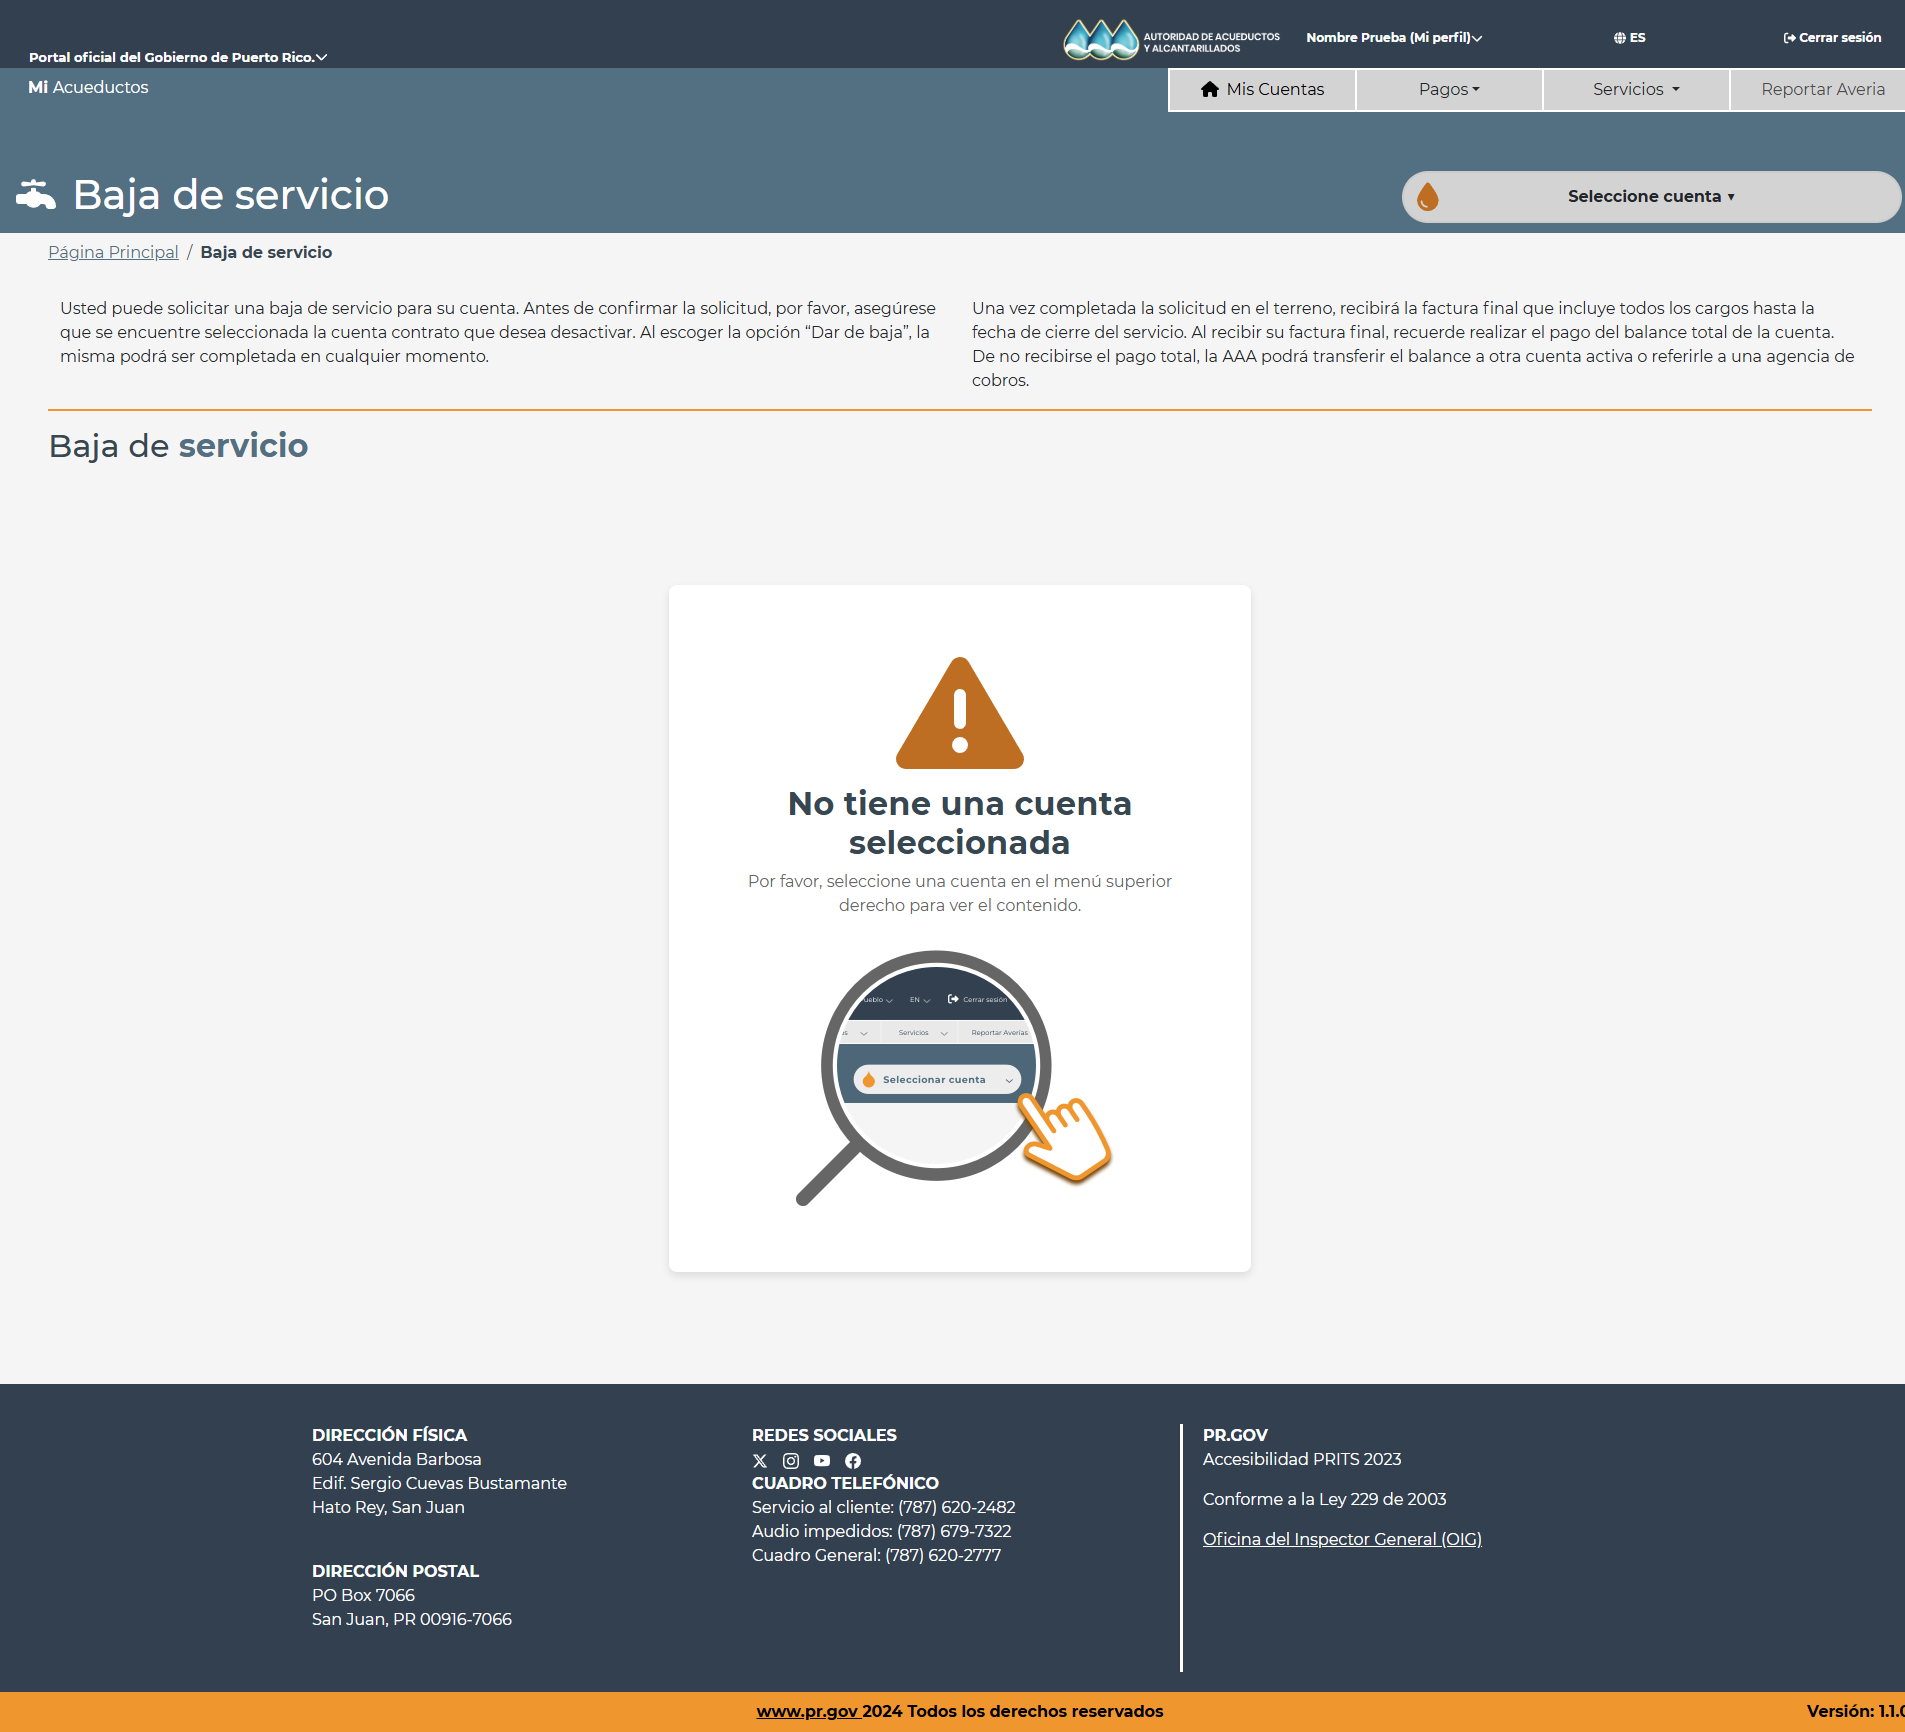 Portal oficial del Gobierno de Puerto Rico.
AUTORIDAD DE ACUEDUCTOS
Y ALCANTARILLADOS
Nombre Prueba (Mi perfil)
ES
Cerrar sesión
Mi Acueductos
Mis Cuentas
Pagos
Servicios
Reportar Averia
Baja de servicio
Seleccione cuenta
Página Principal / Baja de servicio
Usted puede solicitar una baja de servicio para su cuenta. Antes de confirmar la solicitud, por favor, asegúrese
que se encuentre seleccionada la cuenta contrato que desea desactivar. Al escoger la opción “Dar de baja”, la
misma podrá ser completada en cualquier momento.
Una vez completada la solicitud en el terreno, recibirá la factura final que incluye todos los cargos hasta la
fecha de cierre del servicio. Al recibir su factura final, recuerde realizar el pago del balance total de la cuenta.
De no recibirse el pago total, la AAA podrá transferir el balance a otra cuenta activa o referirle a una agencia de
cobros.
Baja de servicio
No tiene una cuenta
seleccionada
Por favor, seleccione una cuenta en el menú superior
derecho para ver el contenido.
ueblo
EN
Cerrar sesión
os
Servicios
Reportar Averías
Seleccionar cuenta
DIRECCIÓN FÍSICA
604 Avenida Barbosa
Edif. Sergio Cuevas Bustamante
Hato Rey, San Juan
DIRECCIÓN POSTAL
PO Box 7066
San Juan, PR 00916-7066
REDES SOCIALES
CUADRO TELEFÓNICO
Servicio al cliente: (787) 620-2482
Audio impedidos: (787) 679-7322
Cuadro General: (787) 620-2777
PR.GOV
Accesibilidad PRITS 2023
Conforme a la Ley 229 de 2003
Oficina del Inspector General (OIG)
www.pr.gov 2024 Todos los derechos reservados
Versión: 1.1.0